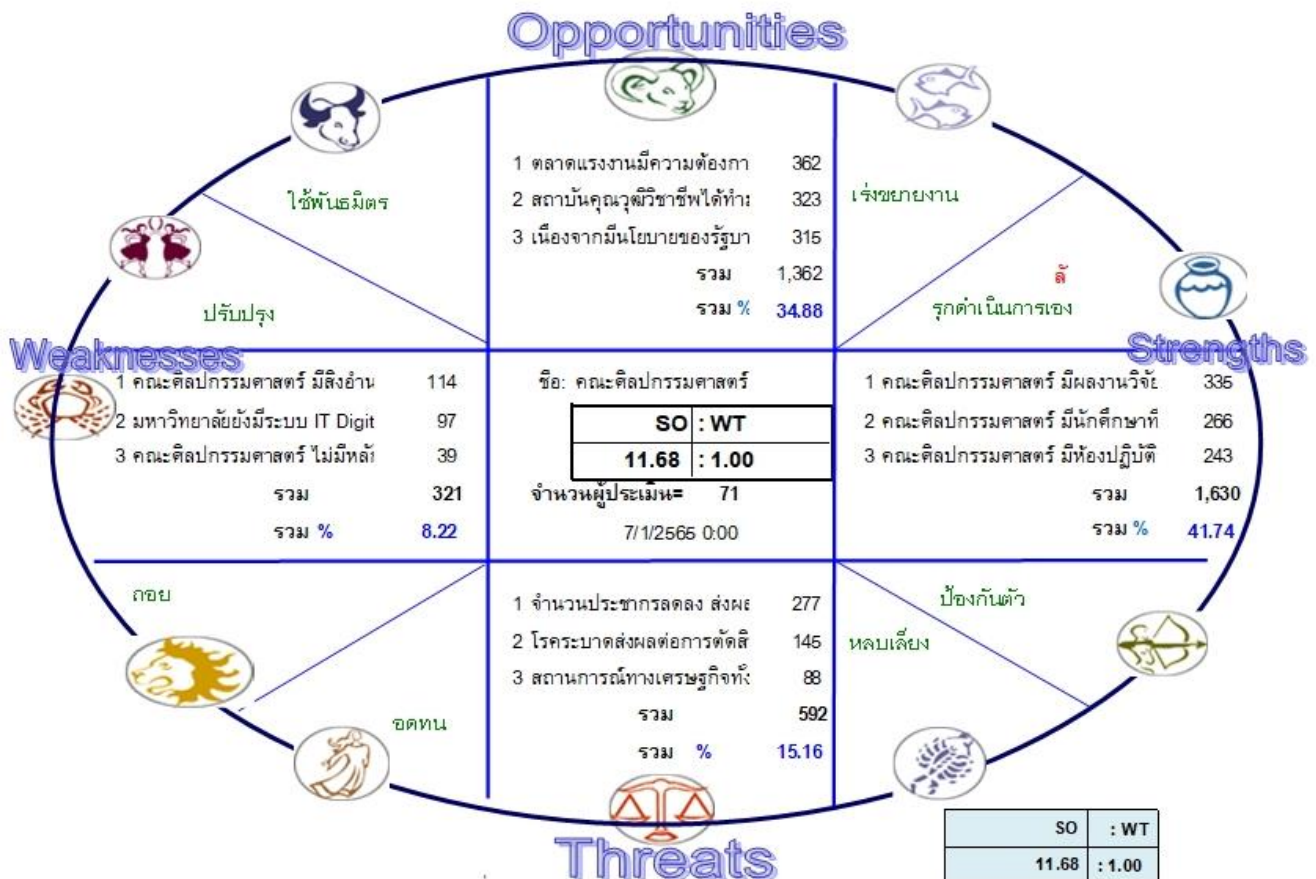 Opportunities
1 ตลาดแรงงานมีความต้องกา 362
2 สถาบันคุณวุฒิวิชาชีพได้ทำ 323
3 เนื่องจากมีนโยบายของรัฐบา 315
รวม 1,362
รวม % 34.88
ใช้พันธมิตร
ปรับปรุง
เร่งขยายงาน
ลั
รุกดำเนินการเอง
Weaknesses
1 คณะศิลปกรรมศาสตร์ มีสิ่งอำน 114
2 มหาวิทยาลัยยังมีระบบ IT Digit 97
3 คณะศิลปกรรมศาสตร์ ไม่มีหลั 39
รวม 321
รวม % 8.22
ชื่อ: คณะศิลปกรรมศาสตร์
SO : WT
11.68 : 1.00
จำนวนผู้ประเมิน= 71
7/1/2565 0:00
Strengths
1 คณะศิลปกรรมศาสตร์ มีผลงานวิจัย 335
2 คณะศิลปกรรมศาสตร์ มีนักศึกษาที่ 266
3 คณะศิลปกรรมศาสตร์ มีห้องปฏิบัติ 243
รวม 1,630
รวม % 41.74
ถอย
อดทน
1 จำนวนประชากรลดลง ส่งผล 277
2 โรคระบาดส่งผลต่อการตัดสิ 145
3 สถานการณ์ทางเศรษฐกิจทั้ง 88
รวม 592
รวม % 15.16
ป้องกันตัว
หลบเลี่ยง
Threats
SO : WT
11.68 : 1.00